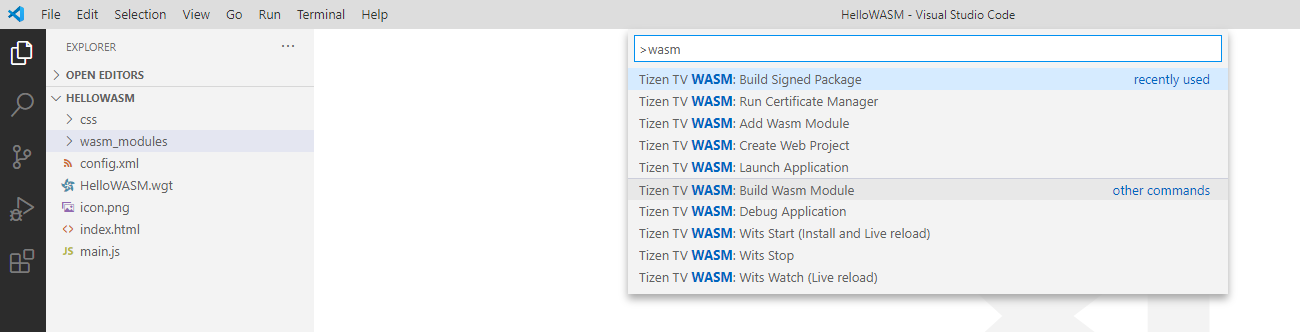 File Edit Selection View Go Run Terminal Help HelloWASM - Visual Studio Code
EXPLORER ...
OPEN EDITORS
HELLOWASM
css
wasm_modules
config.xml
HelloWASM.wgt
icon.png
index.html
JS main.js
>wasm
Tizen TV WASM: Build Signed Package recently used
Tizen TV WASM: Run Certificate Manager
Tizen TV WASM: Add Wasm Module
Tizen TV WASM: Create Web Project
Tizen TV WASM: Launch Application
Tizen TV WASM: Build Wasm Module other commands
Tizen TV WASM: Debug Application
Tizen TV WASM: Wits Start (Install and Live reload)
Tizen TV WASM: Wits Stop
Tizen TV WASM: Wits Watch (Live reload)